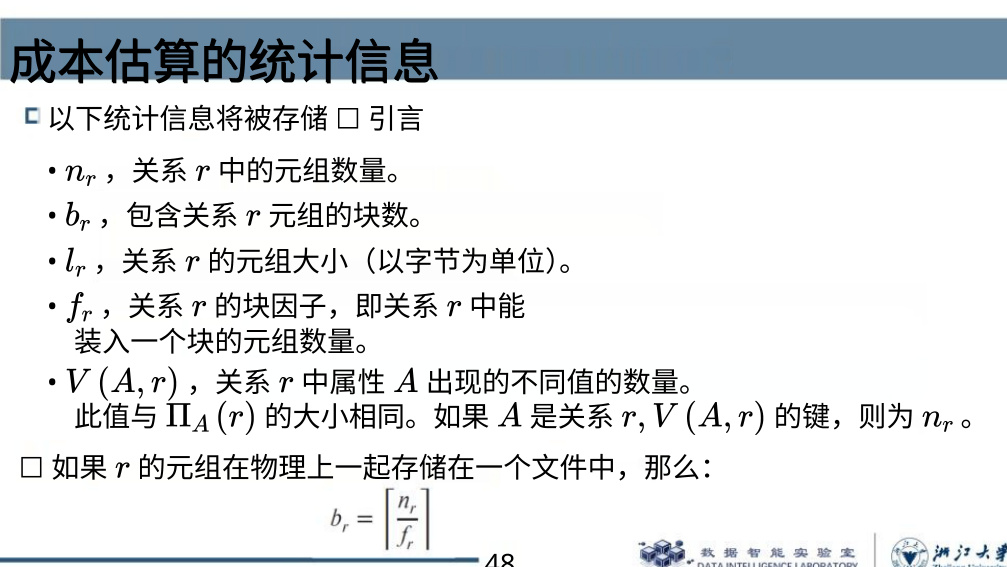 成本估算的统计信息
以下统计信息将被存储 □ 引言
• n_r ，关系 r 中的元组数量。
• b_r ，包含关系 r 元组的块数。
• l_r ，关系 r 的元组大小（以字节为单位）。
• f_r ，关系 r 的块因子，即关系 r 中能
装入一个块的元组数量。
• V (A, r) ，关系 r 中属性 A 出现的不同值的数量。
此值与 Π_A (r) 的大小相同。如果 A 是关系 r, V (A, r) 的键，则为 n_r 。
□ 如果 r 的元组在物理上一起存储在一个文件中，那么：
b_r = ⌈n_r / f_r⌉
48
数据智能实验室
DATA INTELLIGENCE LABORATORY
浙江大学
Zhejiang University